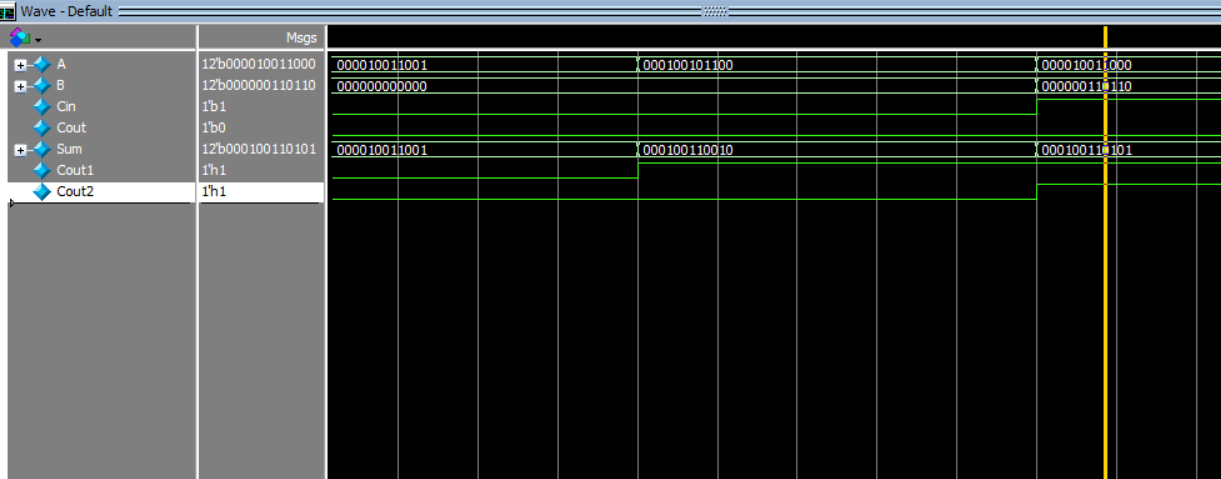 Wave - Default
Msgs
A 12'b000010011000 000010011001 000100101100 000010011000
B 12'b000000110110 000000000000 000000110110
Cin 1'b1
Cout 1'b0
Sum 12'b000100110101 000010011001 000100110010 000100110101
Cout1 1'h1
Cout2 1'h1